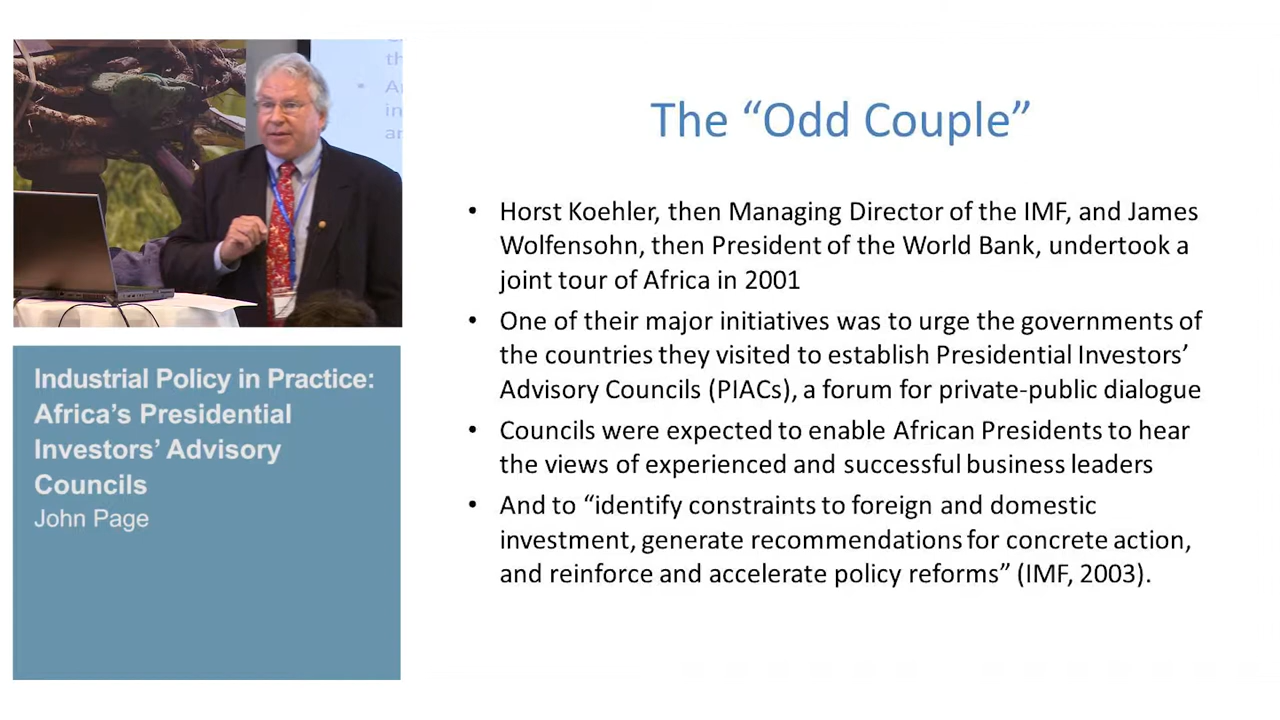 The “Odd Couple”
• Horst Koehler, then Managing Director of the IMF, and James
Wolfensohn, then President of the World Bank, undertook a
joint tour of Africa in 2001
• One of their major initiatives was to urge the governments of
the countries they visited to establish Presidential Investors’
Advisory Councils (PIACs), a forum for private-public dialogue
• Councils were expected to enable African Presidents to hear
the views of experienced and successful business leaders
• And to “identify constraints to foreign and domestic
investment, generate recommendations for concrete action,
and reinforce and accelerate policy reforms” (IMF, 2003).
Industrial Policy in Practice:
Africa’s Presidential
Investors’ Advisory
Councils
John Page